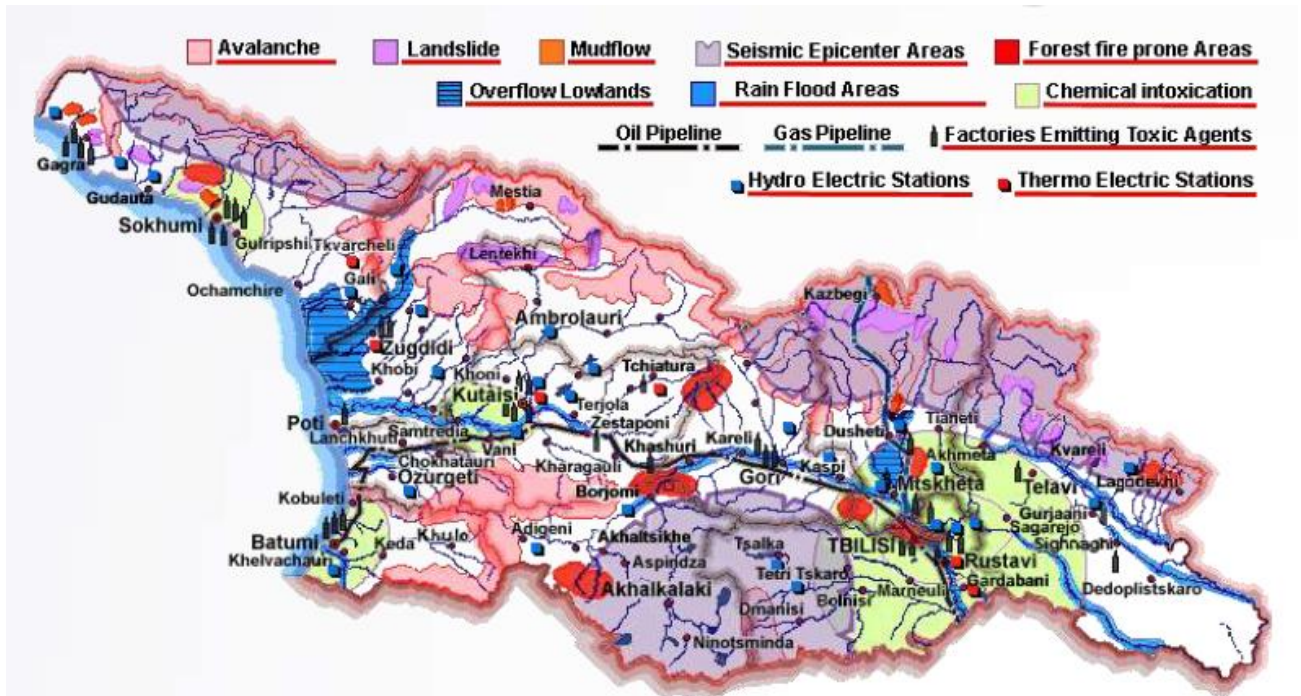 Avalanche Landslide Mudflow Seismic Epicenter Areas Forest fire prone Areas
Overflow Lowlands Rain Flood Areas Chemical intoxication
Oil Pipeline Gas Pipeline Factories Emitting Toxic Agents
Hydro Electric Stations Thermo Electric Stations
Gagra
Gudauta
Sokhumi
Gulripshi
Tkvarcheli
Mestia
Lentekhi
Gali
Ochamchire
Ambrolauri
Kazbegi
Zugdidi
Khobi
Khoni
Tchiatura
Kutaisi
Terjola
Poti
Lanchkhuti
Samtredia
Zestaponi
Vani
Khashuri
Kareli
Dusheti
Tianeti
Chokhatauri
Kharagauli
Gori
Kaspi
Akhmeta
Kvareli
Ozurgeti
Borjomi
Mtskheta
Telavi
Lagodekhi
Kobuleti
Gurjaani
Sagarejo
Batumi
Keda
Khulo
Adigeni
Akhaltsikhe
Tsalka
TBILISI
Sighnaghi
Khelvachauri
Aspindza
Tetri Tskaro
Rustavi
Akhalkalaki
Marneuli
Gardabani
Dedoplistskaro
Dmanisi
Bolnisi
Ninotsminda